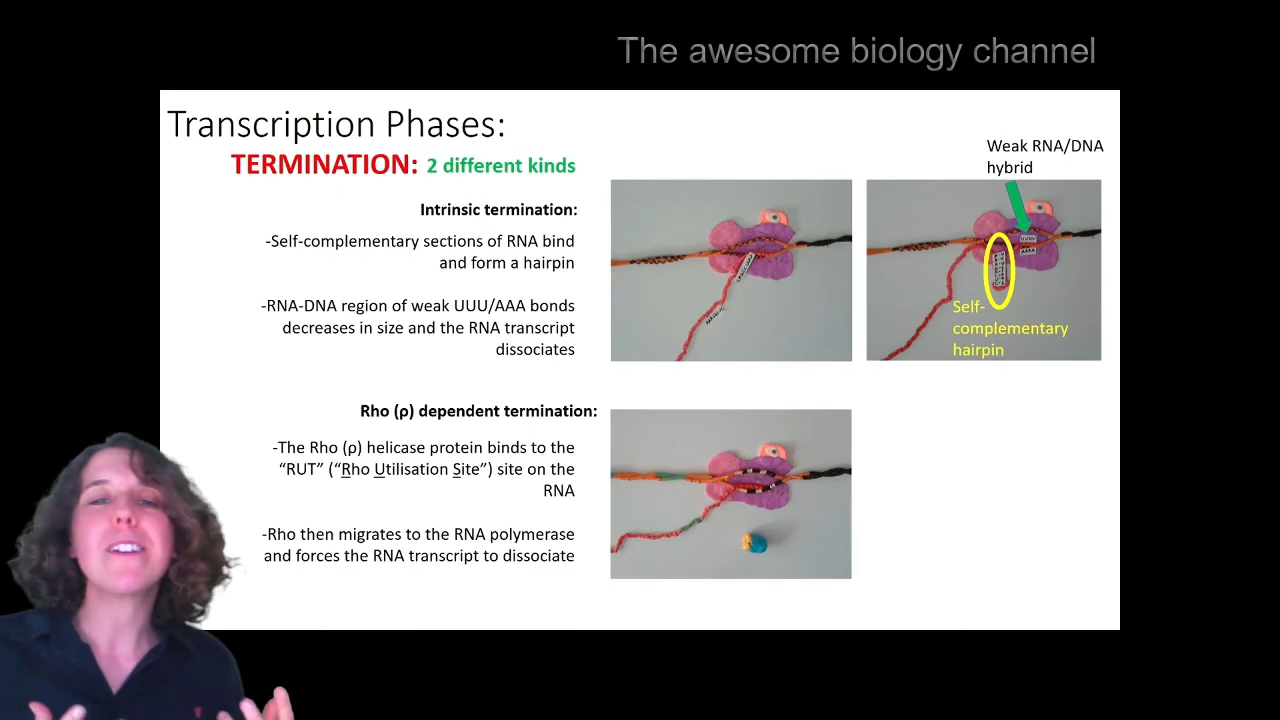 The awesome biology channel
Transcription Phases:
TERMINATION: 2 different kinds
Intrinsic termination:
-Self-complementary sections of RNA bind
and form a hairpin
-RNA-DNA region of weak UUU/AAA bonds
decreases in size and the RNA transcript
dissociates
Weak RNA/DNA
hybrid
UUUU
AAAA
Self-
complementary
hairpin
Rho (ρ) dependent termination:
-The Rho (ρ) helicase protein binds to the
“RUT” (“Rho Utilisation Site”) site on the
RNA
-Rho then migrates to the RNA polymerase
and forces the RNA transcript to dissociate